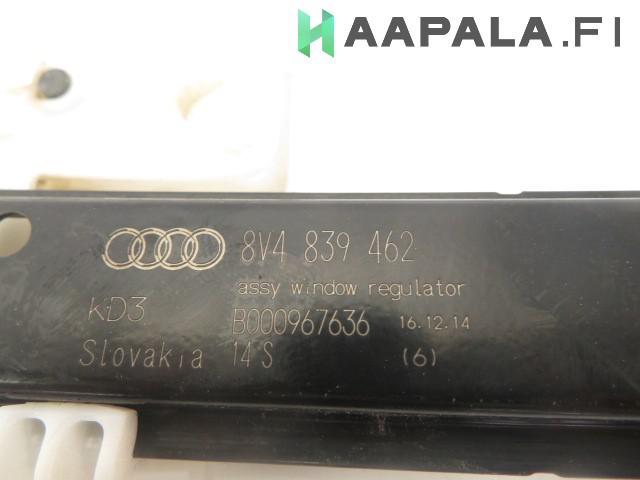 HAAPALA.FI
8V4 839 462
assy window regulator
KD3 B000967636 16.12.14
Slovakia 14 S (6)